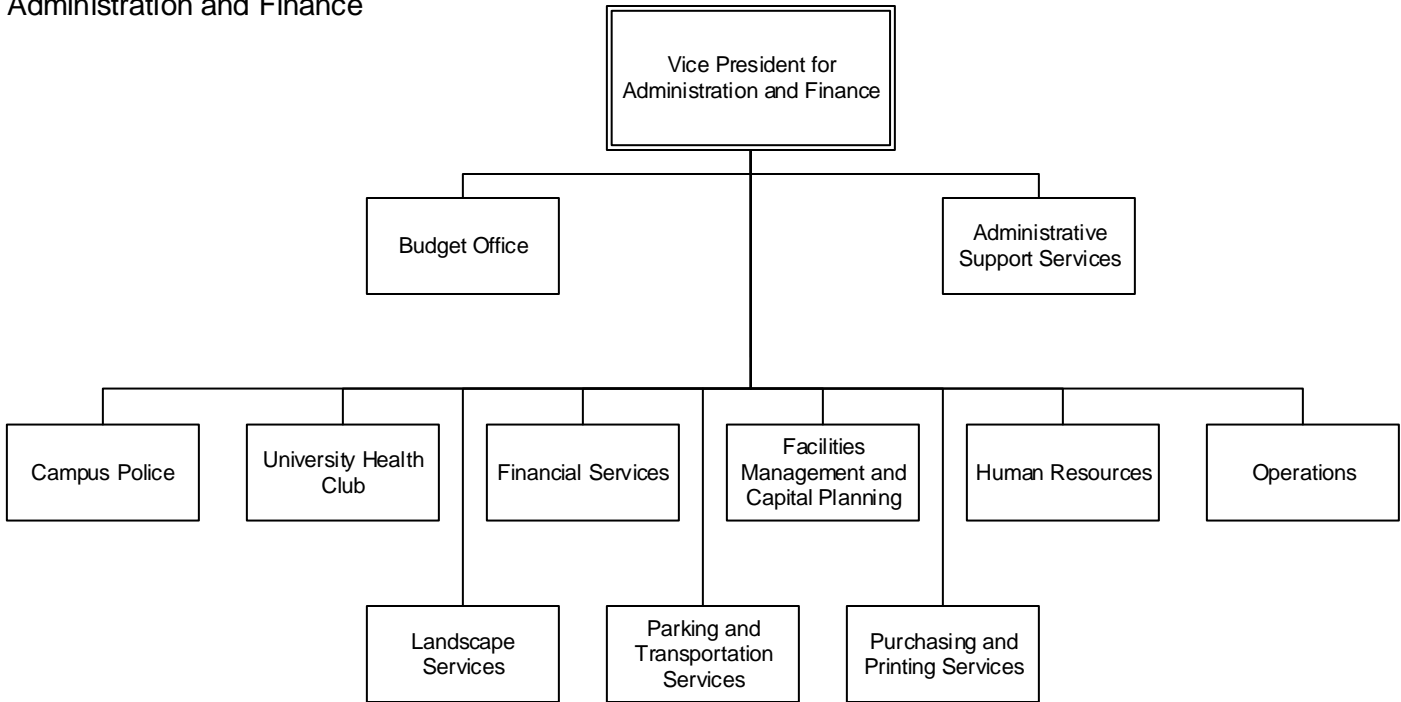 Administration and Finance
Vice President for
Administration and Finance
Budget Office
Administrative
Support Services
Campus Police
University Health
Club
Financial Services
Facilities
Management and
Capital Planning
Human Resources
Operations
Landscape
Services
Parking and
Transportation
Services
Purchasing and
Printing Services